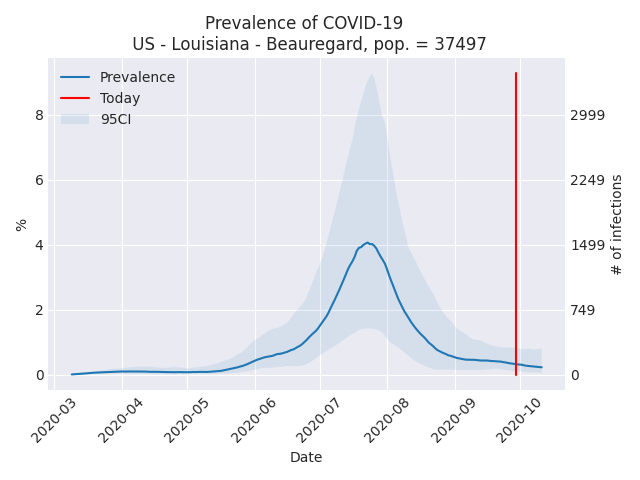 Prevalence of COVID-19
US - Louisiana - Beauregard, pop. = 37497
Prevalence
Today
95CI
8
6
4
2
0
%
2999
2249
1499
749
0
# of infections
2020-03
2020-04
2020-05
2020-06
2020-07
2020-08
2020-09
2020-10
Date